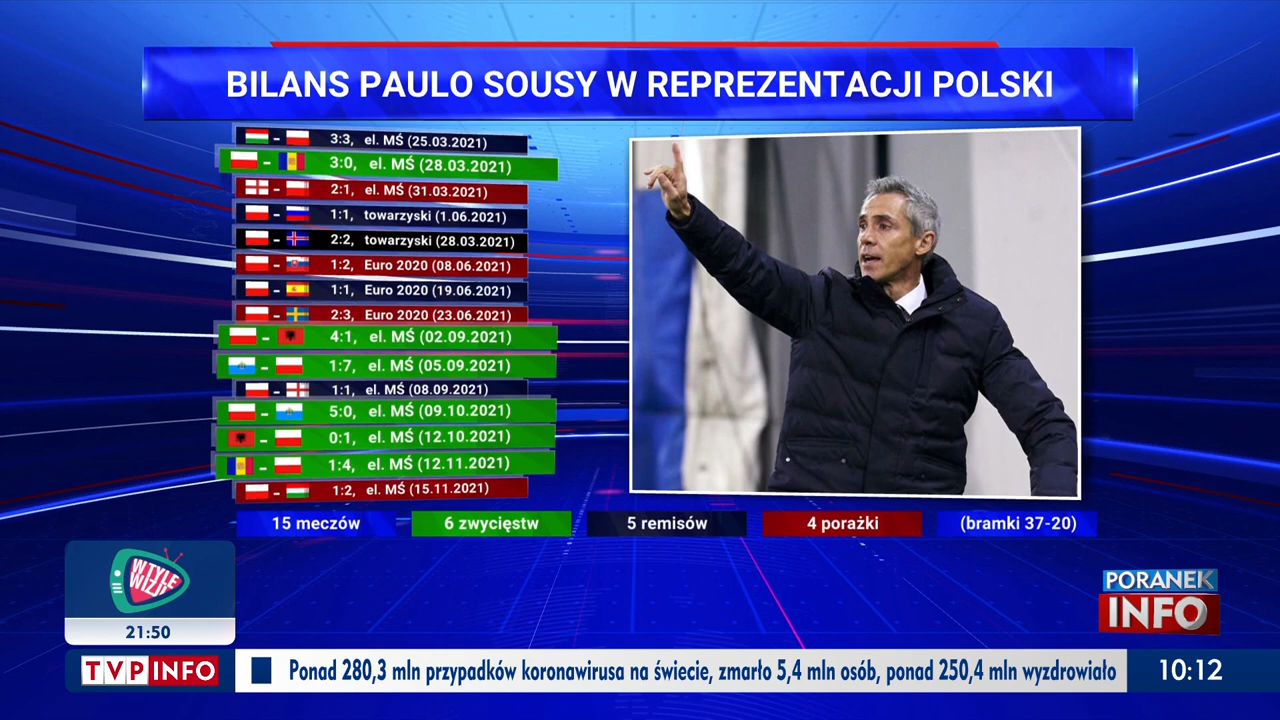 BILANS PAULO SOUSY W REPREZENTACJI POLSKI
- 3:3, el. MŚ (25.03.2021)
- 3:0, el. MŚ (28.03.2021)
- 2:1, el. MŚ (31.03.2021)
- 1:1, towarzyski (1.06.2021)
- 2:2, towarzyski (28.03.2021)
- 1:2, Euro 2020 (08.06.2021)
- 1:1, Euro 2020 (19.06.2021)
- 2:3, Euro 2020 (23.06.2021)
- 4:1, el. MŚ (02.09.2021)
- 1:7, el. MŚ (05.09.2021)
- 1:1, el. MŚ (08.09.2021)
- 5:0, el. MŚ (09.10.2021)
- 0:1, el. MŚ (12.10.2021)
- 1:4, el. MŚ (12.11.2021)
- 1:2, el. MŚ (15.11.2021)
15 meczów 6 zwycięstw 5 remisów 4 porażki (bramki 37-20)
W TYLE
WIZJI
21:50
PORANEK
INFO
TVP INFO Ponad 280,3 mln przypadków koronawirusa na świecie, zmarło 5,4 mln osób, ponad 250,4 mln wyzdrowiało 10:12